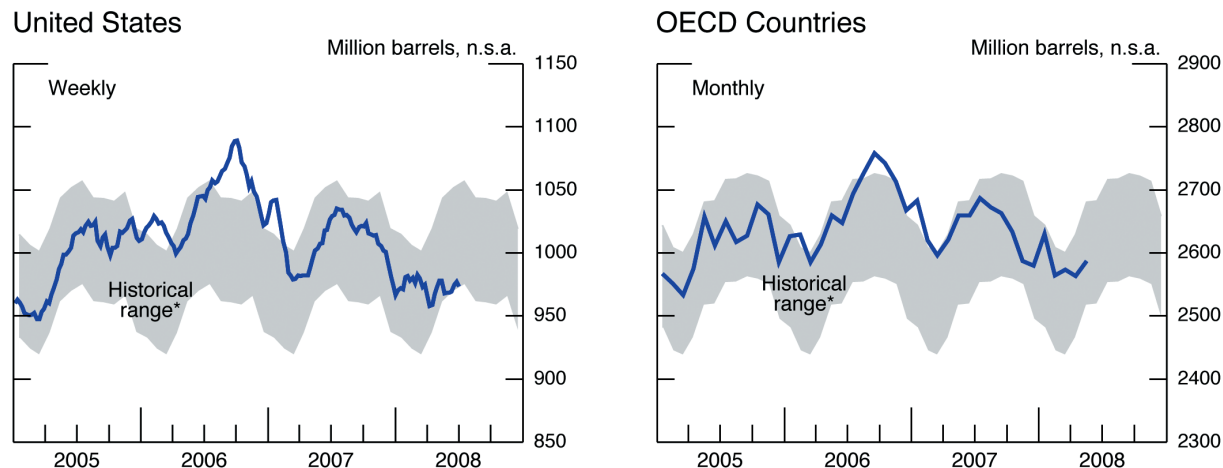 United States
Million barrels, n.s.a.
Weekly
1150
1100
1050
1000
950
900
850
Historical
range*
2005 2006 2007 2008
OECD Countries
Million barrels, n.s.a.
Monthly
2900
2800
2700
2600
2500
2400
2300
Historical
range*
2005 2006 2007 2008